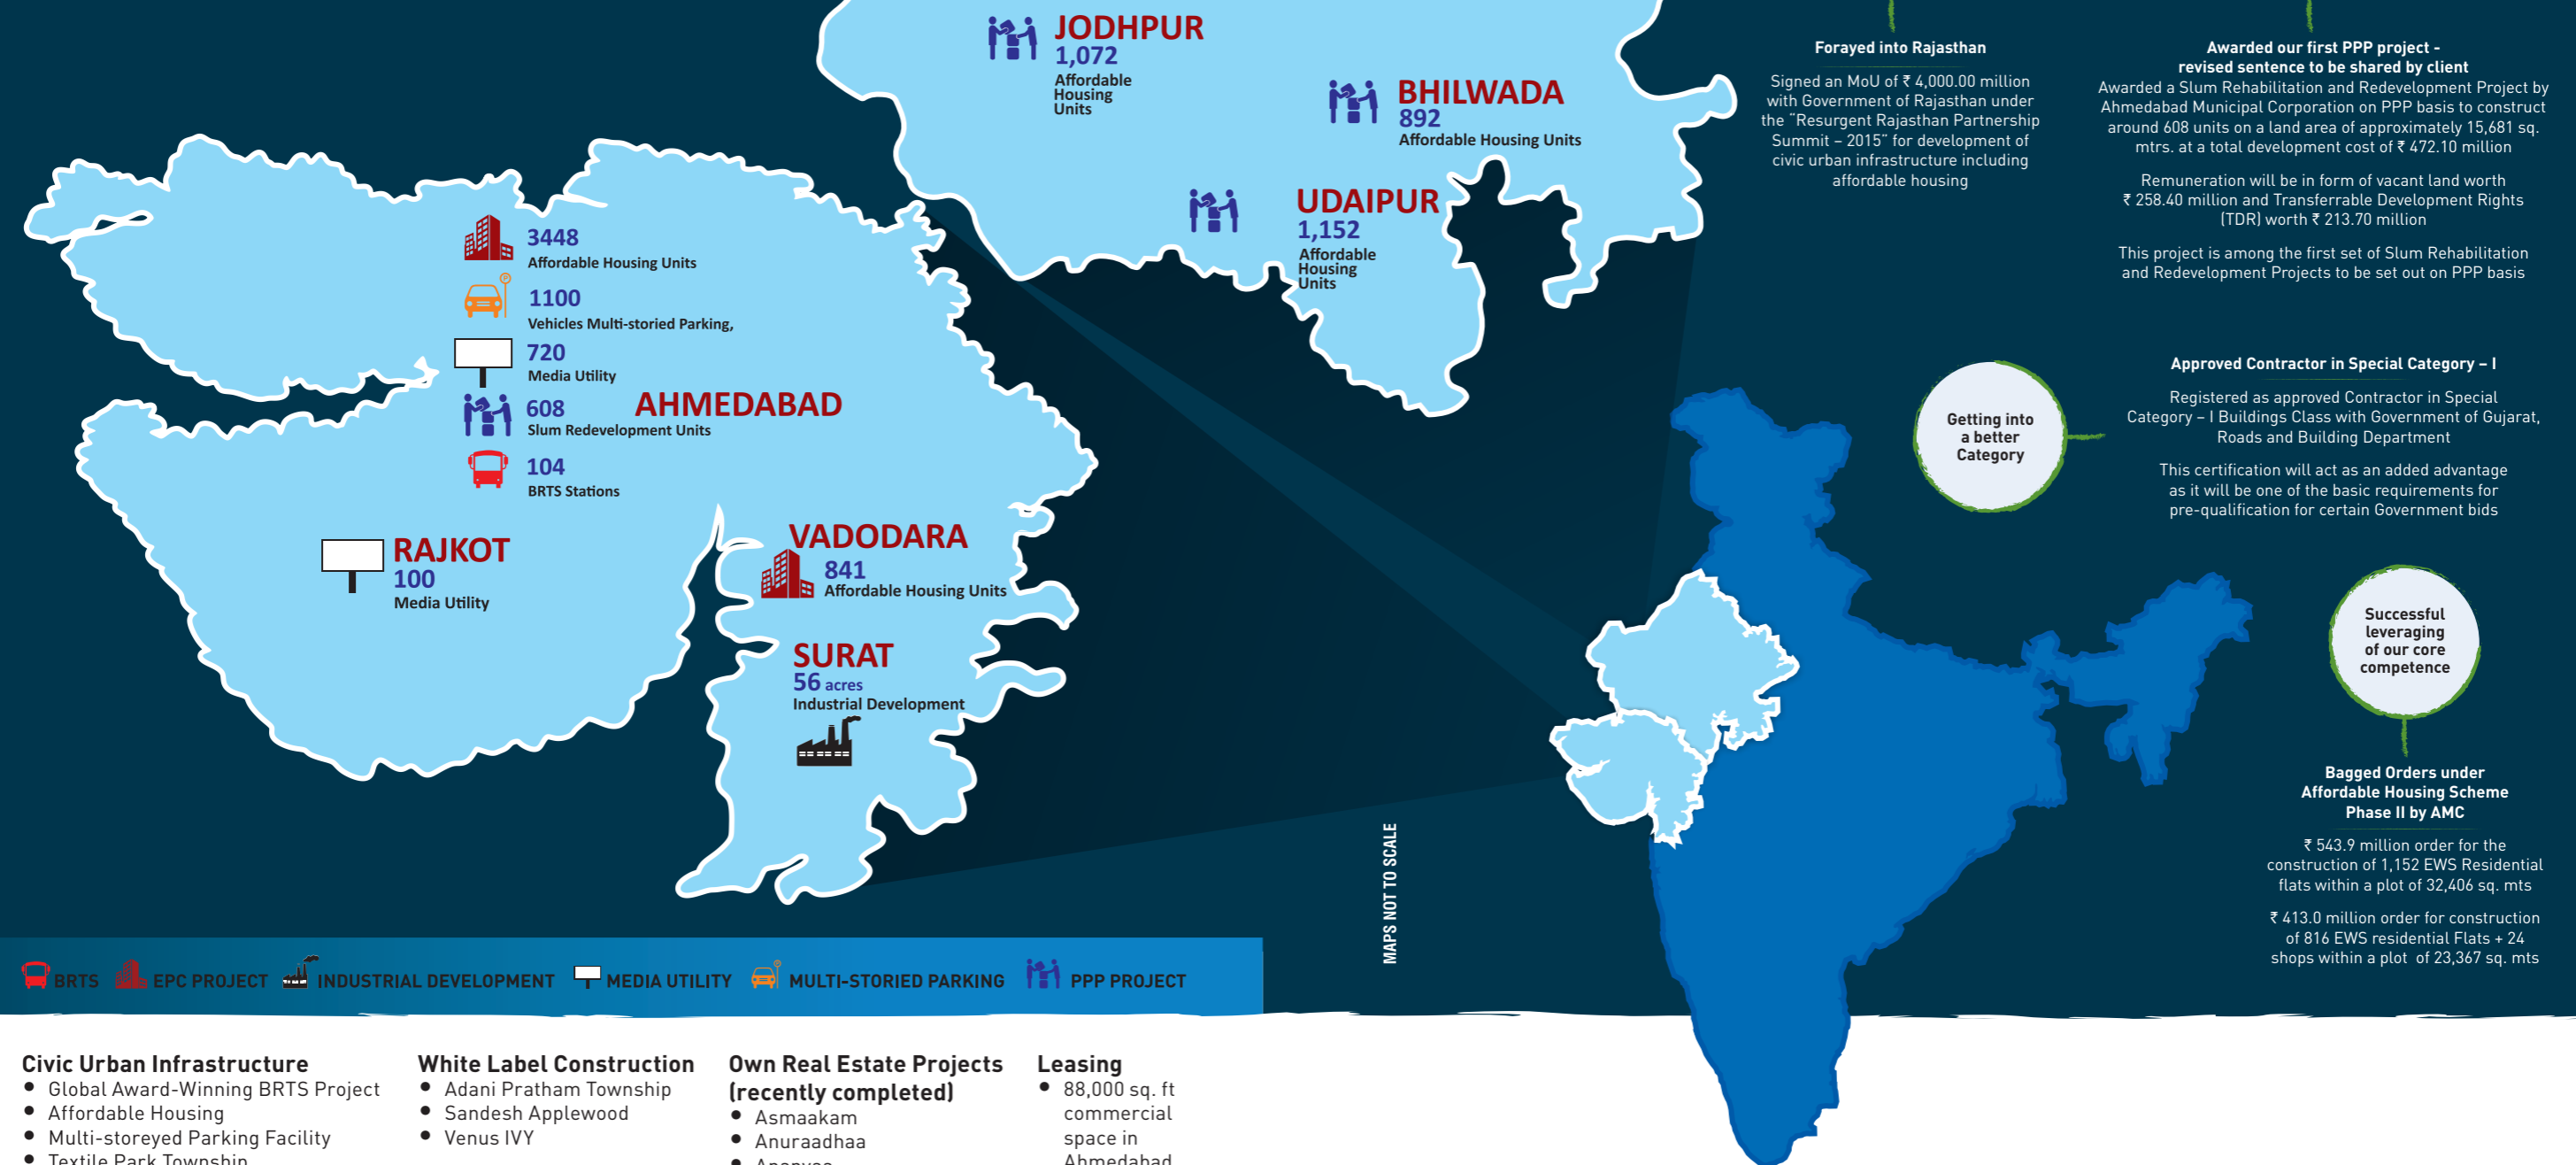 JODHPUR
1,072
Affordable
Housing
Units
BHILWADA
892
Affordable Housing Units
UDAIPUR
1,152
Affordable
Housing
Units
3448
Affordable Housing Units
1100
Vehicles Multi-storied Parking,
720
Media Utility
608
Slum Redevelopment Units
AHMEDABAD
104
BRTS Stations
RAJKOT
100
Media Utility
VADODARA
841
Affordable Housing Units
SURAT
56 acres
Industrial Development
Forayed into Rajasthan
Signed an MoU of ₹ 4,000.00 million
with Government of Rajasthan under
the “Resurgent Rajasthan Partnership
Summit – 2015” for development of
civic urban infrastructure including
affordable housing
Awarded our first PPP project -
revised sentence to be shared by client
Awarded a Slum Rehabilitation and Redevelopment Project by
Ahmedabad Municipal Corporation on PPP basis to construct
around 608 units on a land area of approximately 15,681 sq.
mtrs. at a total development cost of ₹ 472.10 million
Remuneration will be in form of vacant land worth
₹ 258.40 million and Transferrable Development Rights
(TDR) worth ₹ 213.70 million
This project is among the first set of Slum Rehabilitation
and Redevelopment Projects to be set out on PPP basis
Getting into
a better
Category
Approved Contractor in Special Category – I
Registered as approved Contractor in Special
Category – I Buildings Class with Government of Gujarat,
Roads and Building Department
This certification will act as an added advantage
as it will be one of the basic requirements for
pre-qualification for certain Government bids
Successful
leveraging
of our core
competence
Bagged Orders under
Affordable Housing Scheme
Phase II by AMC
₹ 543.9 million order for the
construction of 1,152 EWS Residential
flats within a plot of 32,406 sq. mts
₹ 413.0 million order for construction
of 816 EWS residential Flats + 24
shops within a plot of 23,367 sq. mts
MAPS NOT TO SCALE
BRTS
EPC PROJECT
INDUSTRIAL DEVELOPMENT
MEDIA UTILITY
MULTI-STORIED PARKING
PPP PROJECT
Civic Urban Infrastructure
• Global Award-Winning BRTS Project
• Affordable Housing
• Multi-storeyed Parking Facility
• Textile Park Township
White Label Construction
• Adani Pratham Township
• Sandesh Applewood
• Venus IVY
Own Real Estate Projects
(recently completed)
• Asmaakam
• Anuraadhaa
Leasing
• 88,000 sq. ft
commercial
space in
Ahmedabad